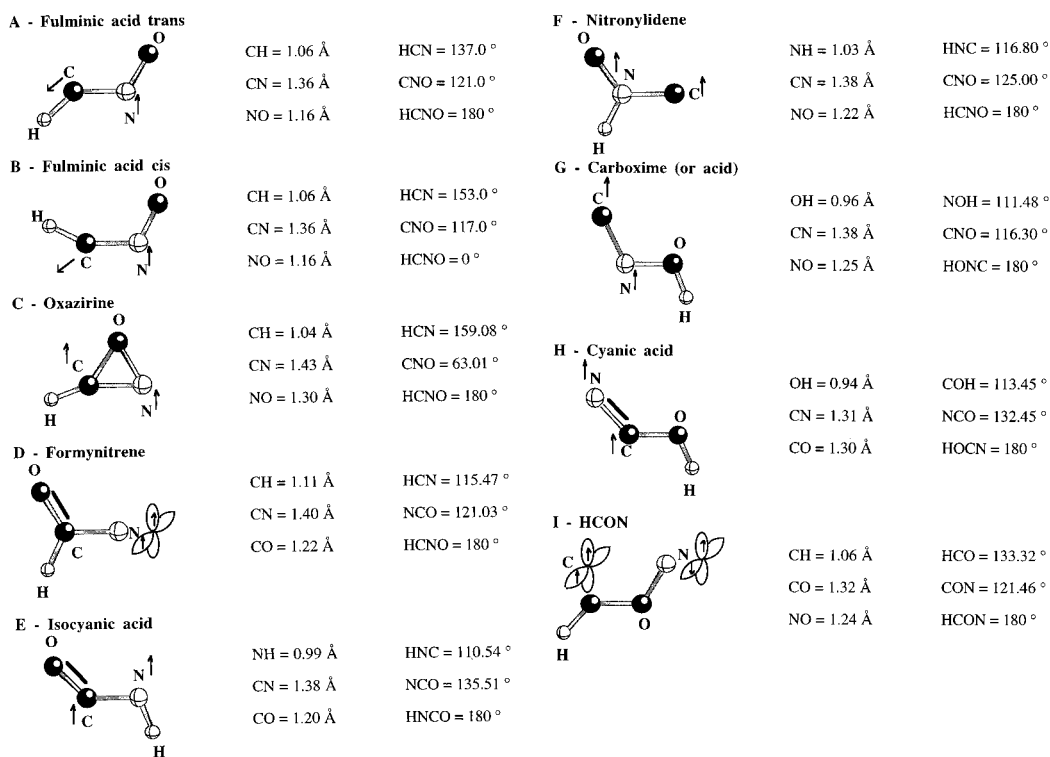 A - Fulminic acid trans
O
C
N
H
CH = 1.06 Å HCN = 137.0 °
CN = 1.36 Å CNO = 121.0 °
NO = 1.16 Å HCNO = 180 °
B - Fulminic acid cis
O
H
C
N
CH = 1.06 Å HCN = 153.0 °
CN = 1.36 Å CNO = 117.0 °
NO = 1.16 Å HCNO = 0 °
C - Oxazirine
O
C
H
N
CH = 1.04 Å HCN = 159.08 °
CN = 1.43 Å CNO = 63.01 °
NO = 1.30 Å HCNO = 180 °
D - Formynitrene
O
N
C
H
CH = 1.11 Å HCN = 115.47 °
CN = 1.40 Å NCO = 121.03 °
CO = 1.22 Å HCNO = 180 °
E - Isocyanic acid
O
N
C
H
NH = 0.99 Å HNC = 110.54 °
CN = 1.38 Å NCO = 135.51 °
CO = 1.20 Å HNCO = 180 °
F - Nitronylidene
O
N
C
H
NH = 1.03 Å HNC = 116.80 °
CN = 1.38 Å CNO = 125.00 °
NO = 1.22 Å HCNO = 180 °
G - Carboxime (or acid)
C
O
N
H
OH = 0.96 Å NOH = 111.48 °
CN = 1.38 Å CNO = 116.30 °
NO = 1.25 Å HONC = 180 °
H - Cyanic acid
N
O
C
H
OH = 0.94 Å COH = 113.45 °
CN = 1.31 Å NCO = 132.45 °
CO = 1.30 Å HOCN = 180 °
I - HCON
C
N
O
H
CH = 1.06 Å HCO = 133.32 °
CO = 1.32 Å CON = 121.46 °
NO = 1.24 Å HCON = 180 °